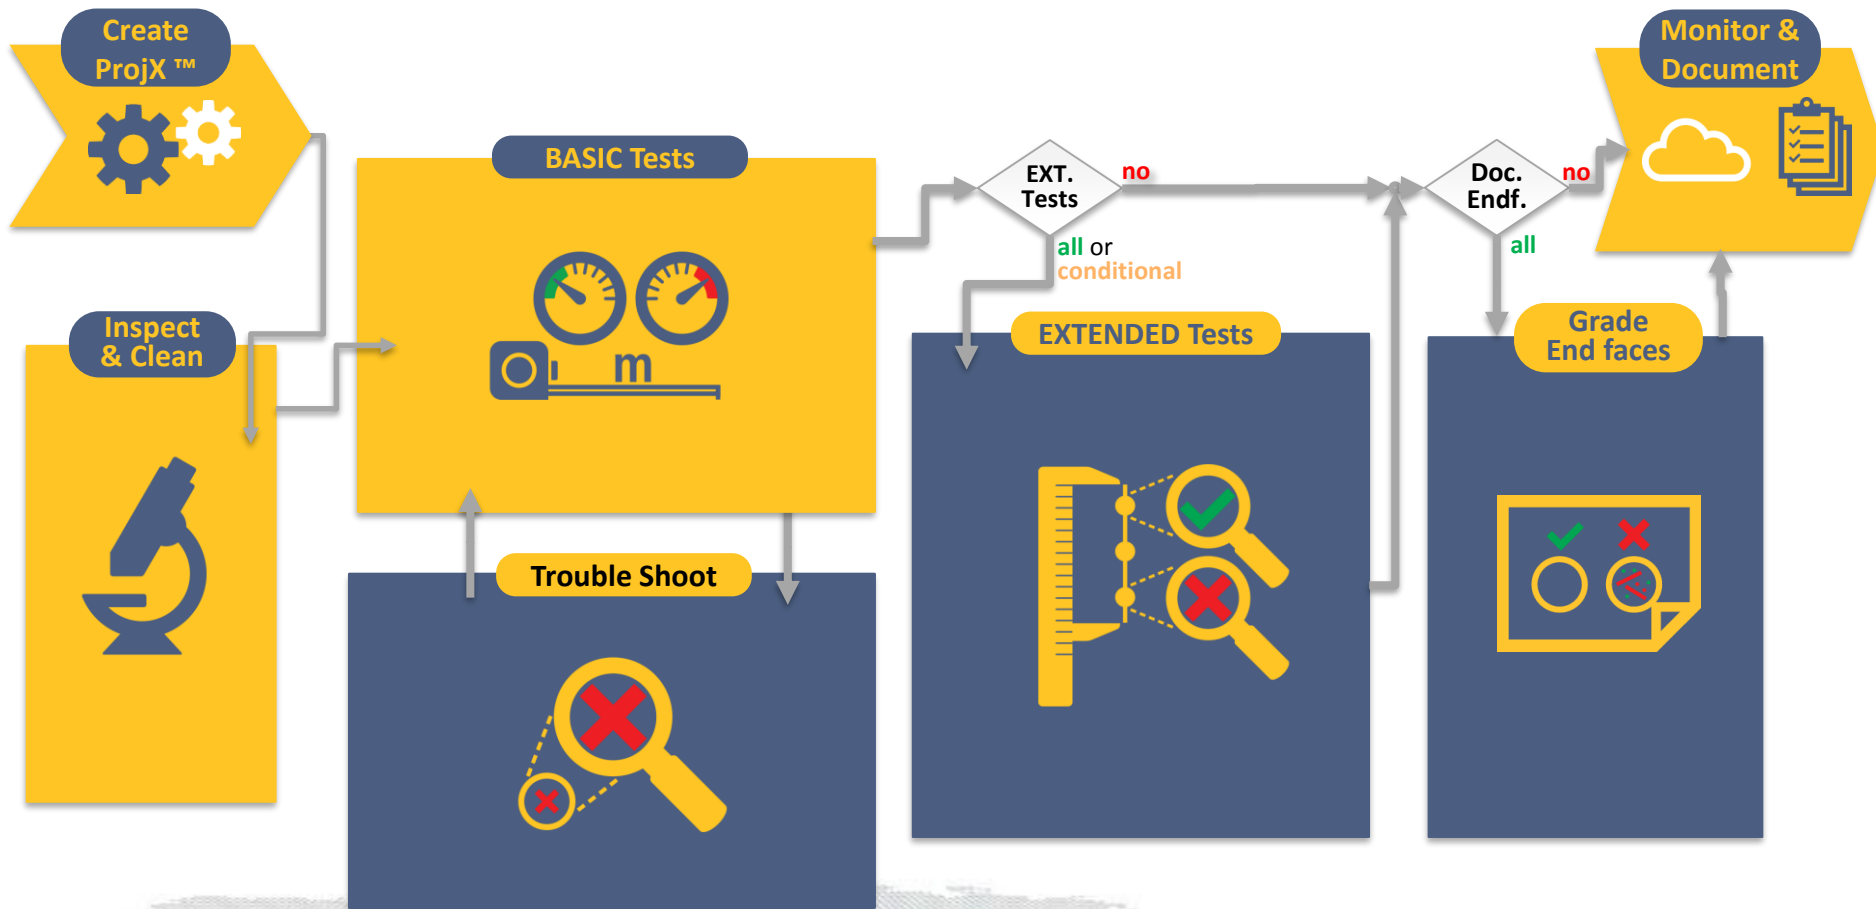 Create
ProjX ™
Inspect
& Clean
BASIC Tests
m
Trouble Shoot
EXT.
Tests
no
all or
conditional
EXTENDED Tests
Doc.
Endf.
no
all
Grade
End faces
Monitor &
Document